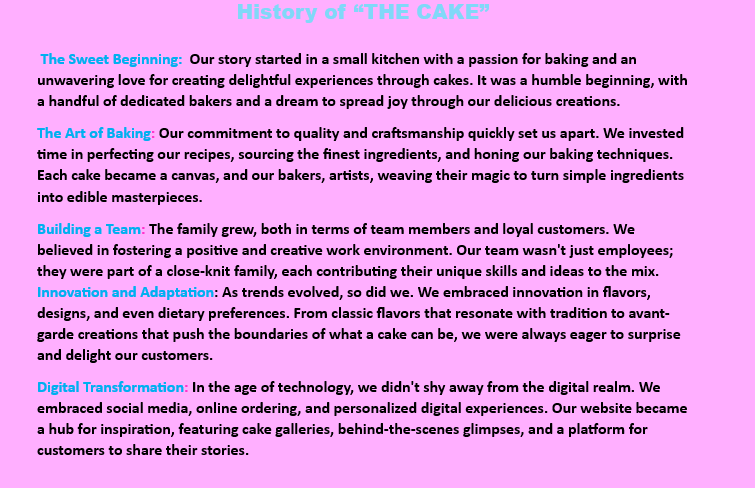 History of “THE CAKE”
The Sweet Beginning: Our story started in a small kitchen with a passion for baking and an
unwavering love for creating delightful experiences through cakes. It was a humble beginning, with
a handful of dedicated bakers and a dream to spread joy through our delicious creations.
The Art of Baking: Our commitment to quality and craftsmanship quickly set us apart. We invested
time in perfecting our recipes, sourcing the finest ingredients, and honing our baking techniques.
Each cake became a canvas, and our bakers, artists, weaving their magic to turn simple ingredients
into edible masterpieces.
Building a Team: The family grew, both in terms of team members and loyal customers. We
believed in fostering a positive and creative work environment. Our team wasn't just employees;
they were part of a close-knit family, each contributing their unique skills and ideas to the mix.
Innovation and Adaptation: As trends evolved, so did we. We embraced innovation in flavors,
designs, and even dietary preferences. From classic flavors that resonate with tradition to avant-
garde creations that push the boundaries of what a cake can be, we were always eager to surprise
and delight our customers.
Digital Transformation: In the age of technology, we didn't shy away from the digital realm. We
embraced social media, online ordering, and personalized digital experiences. Our website became
a hub for inspiration, featuring cake galleries, behind-the-scenes glimpses, and a platform for
customers to share their stories.